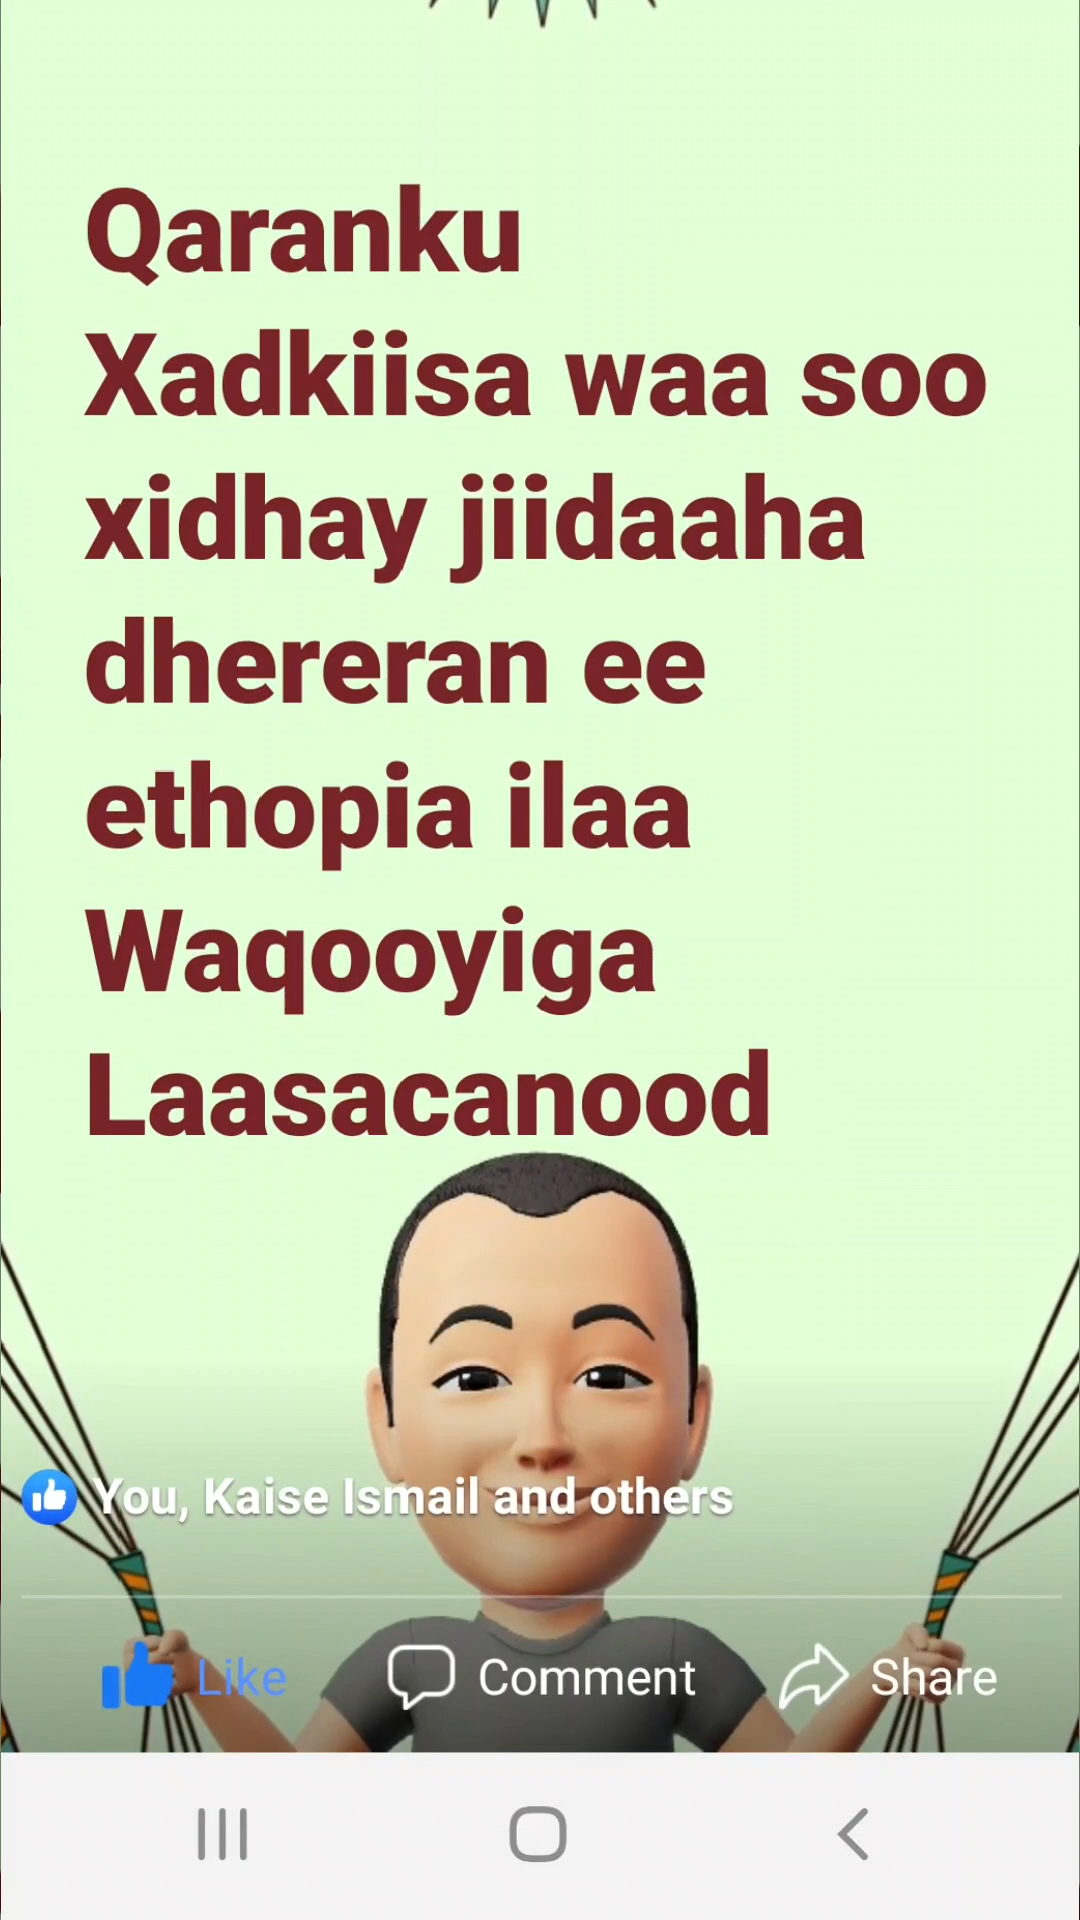 Qaranku
Xadkiisa waa soo
xidhay jiidaaha
dhereran ee
ethopia ilaa
Waqooyiga
Laasacanood
You, Kaise Ismail and others
Like Comment Share